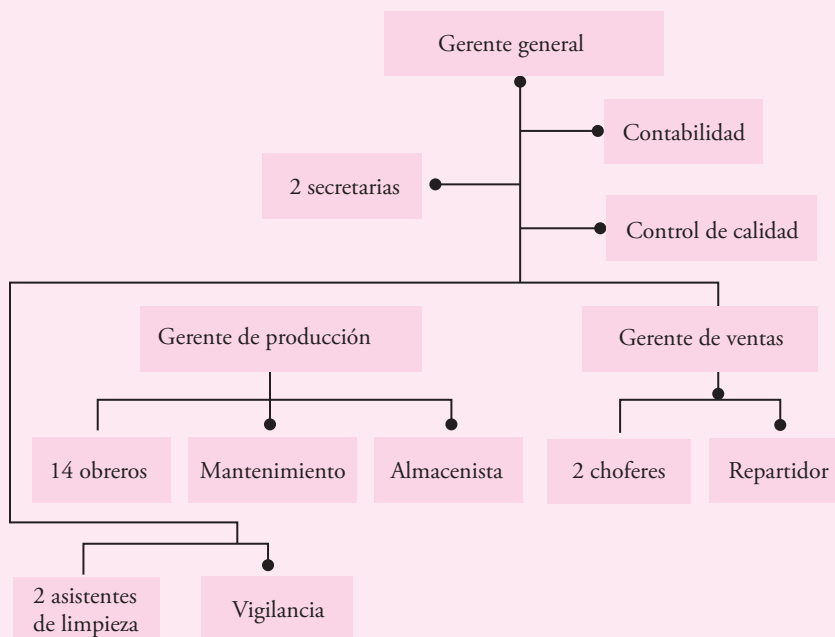 Gerente general
Contabilidad
2 secretarias
Control de calidad
Gerente de producción
Gerente de ventas
14 obreros
Mantenimiento
Almacenista
2 choferes
Repartidor
2 asistentes
de limpieza
Vigilancia